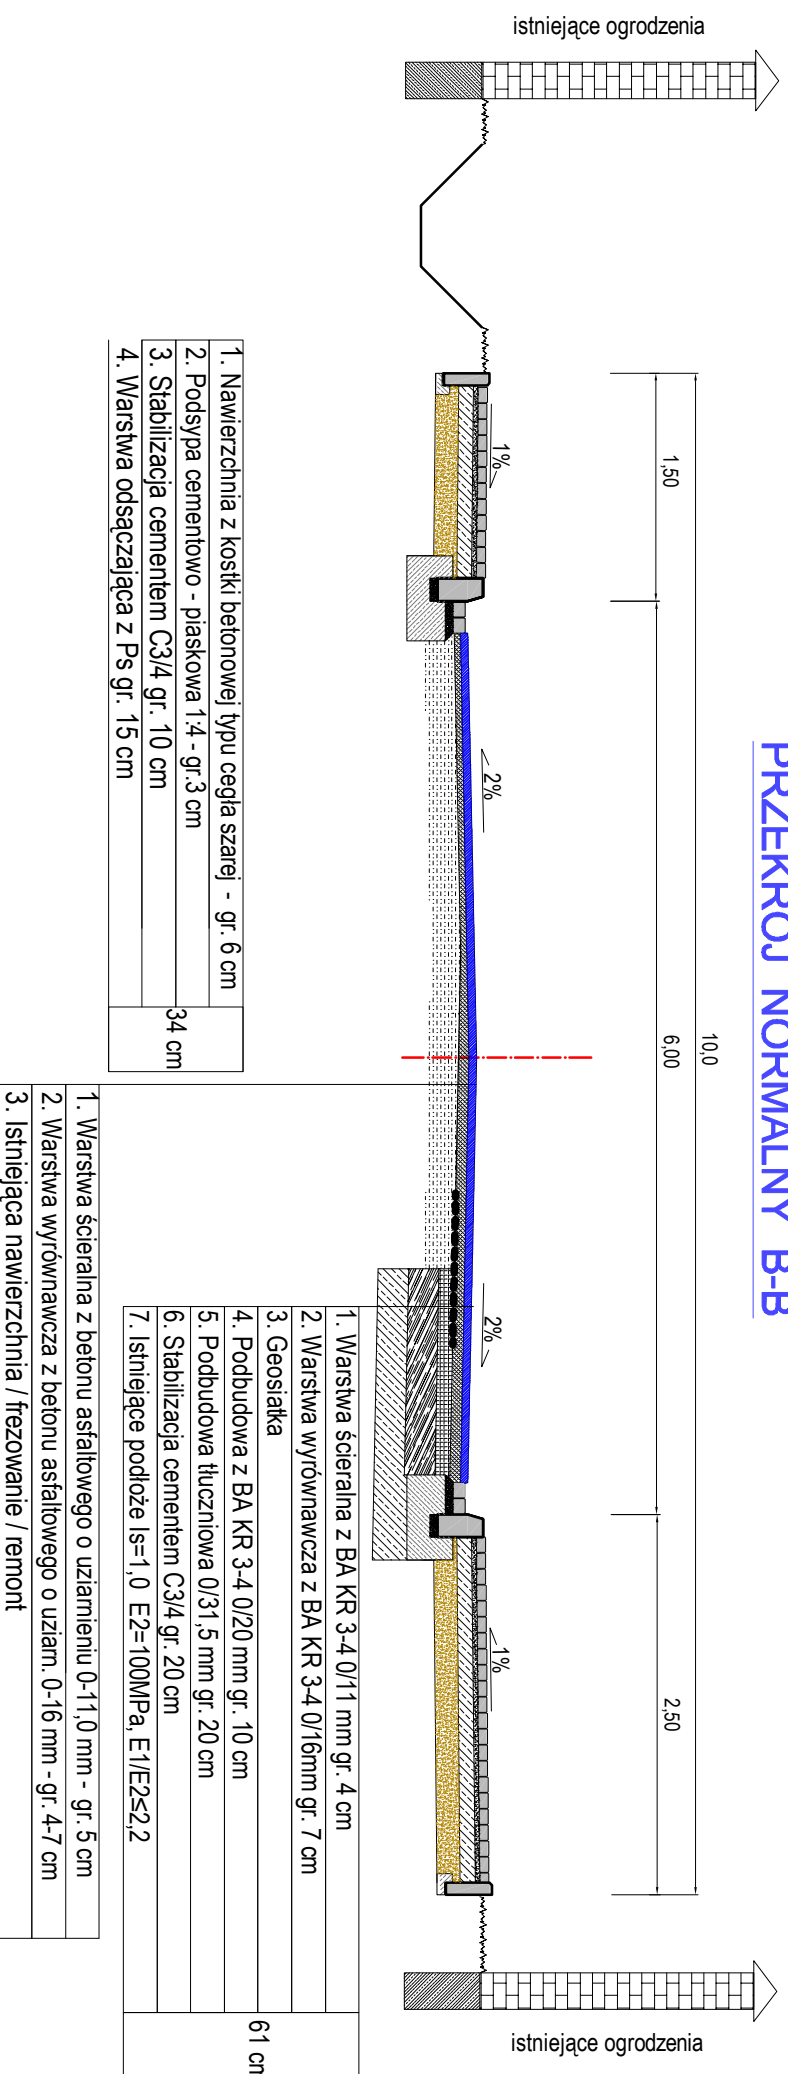 istniejące ogrodzenia
PRZEKRÓJ NORMALNY B-B
10,0
1,50
6,00
2,50
1%
2%
2%
1%
1. Nawierzchnia z kostki betonowej typu cegła szarej - gr. 6 cm
2. Podsypa cementowo - piaskowa 1:4 - gr.3 cm
3. Stabilizacja cementem C3/4 gr. 10 cm
4. Warstwa odsączająca z Ps gr. 15 cm
34 cm
1. Warstwa ścieralna z BA KR 3-4 0/11 mm gr. 4 cm
2. Warstwa wyrównawcza z BA KR 3-4 0/16mm gr. 7 cm
3. Geosiatka
4. Podbudowa z BA KR 3-4 0/20 mm gr. 10 cm
5. Podbudowa tłuczniowa 0/31,5 mm gr. 20 cm
6. Stabilizacja cementem C3/4 gr. 20 cm
7. Istniejące podłoże Is=1,0 E2=100MPa, E1/E2≤2,2
61 cm
1. Warstwa ścieralna z betonu asfaltowego o uziarnieniu 0-11,0 mm - gr. 5 cm
2. Warstwa wyrównawcza z betonu asfaltowego o uziarn. 0-16 mm - gr. 4-7 cm
3. Istniejąca nawierzchnia / frezowanie / remont
istniejące ogrodzenia